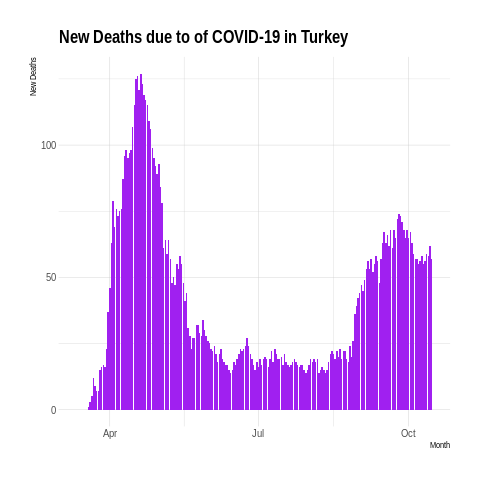 New Deaths due to of COVID-19 in Turkey
New Deaths
100
50
0
Apr
Jul
Oct
Month